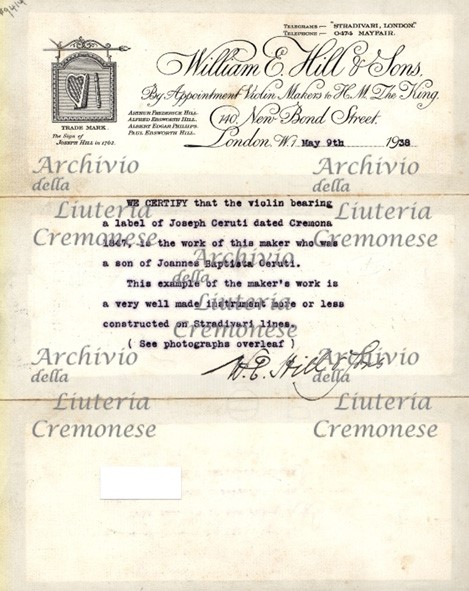 TELEGRAMS — "STRADIVARI, LONDON."
TELEPHONE — 0474 MAYFAIR.
William E. Hill & Sons,
By Appointment Violin Makers to H.M. The King.
ARTHUR FREDERICK HILL.
ALFRED EBSWORTH HILL.
ALBERT EDGAR PHILLIPS.
PAUL EBSWORTH HILL.
140, New Bond Street.
TRADE MARK.
The Sign of
JOSEPH HILL in 1762.
London, W.1. May 9th 1938
Archivio della Liuteria Cremonese
Archivio della Liuteria Cremonese
WE CERTIFY that the violin bearing
a label of Joseph Ceruti dated Cremona
1847, is the work of this maker who was
a son of Joannes Baptista Ceruti.
Archivio della Liuteria Cremonese
This example of the maker's work is
a very well made instrument more or less
constructed on Stradivari lines.
( See photographs overleaf )
W. E. Hill & Sons
Archivio della Liuteria Cremonese
Archivio della Liuteria Cremonese